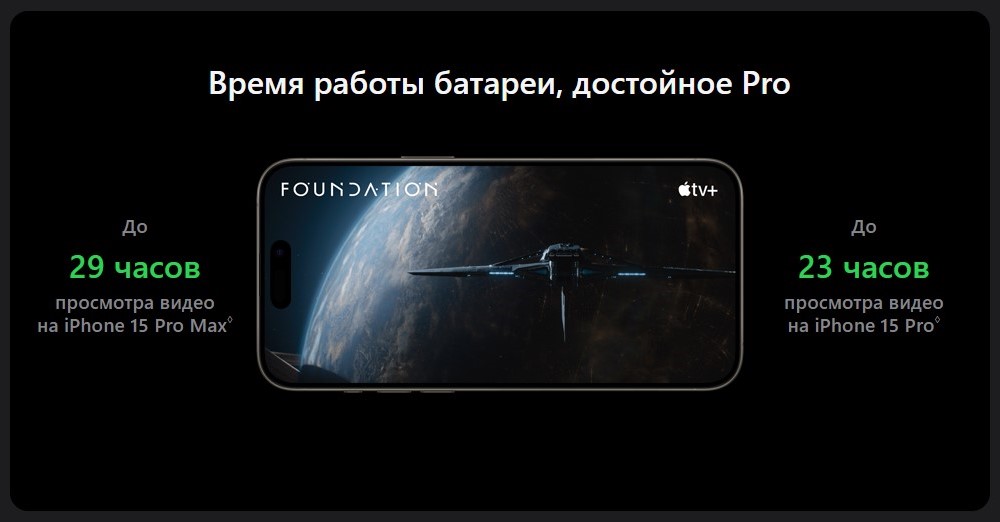 Время работы батареи, достойное Pro
FOUNDATION
tv+
До
29 часов
просмотра видео
на iPhone 15 Pro Max◊
До
23 часов
просмотра видео
на iPhone 15 Pro◊